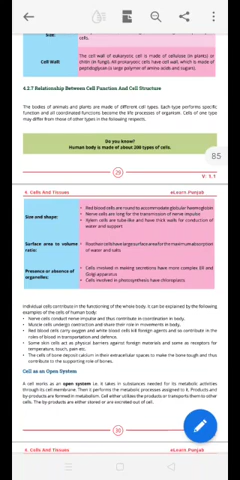 Size:
cells.
Cell Wall
The cell wall of eukaryotic cell is made of cellulose (in plants) or
chitin (in fungi). All prokaryotic cells have cell wall, which is made of
peptidoglycan (a large polymer of amino acids and sugars).
4.2.7 Relationship Between Cell Function And Cell Structure
The bodies of animals and plants are made of different cell types. Each type performs specific
function and all coordinated functions become the life processes of organism. Cells of one type
may differ from those of other types in the following respects.
Do you know?
Human body is made of about 200 types of cells.
85
29
V: 1.1
4. Cells And Tissues
eLearn.Punjab
Size and shape:
• Red blood cells are round to accommodate globular haemoglobin
• Nerve cells are long for the transmission of nerve impulse
• Xylem cells are tube-like and have thick walls for conduction of
water and support
Surface area to volume
ratio:
• Root hair cells have large surface area for the maximum absorption
of water and salts
Presence or absence of
organelles:
• Cells involved in making secretions have more complex ER and
Golgi apparatus
• Cells involved in photosynthesis have chloroplasts
Individual cells contribute in the functioning of the whole body. It can be explained by the following
examples of the cells of human body:
• Nerve cells conduct nerve impulse and thus contribute in coordination in body.
• Muscle cells undergo contraction and share their role in movements in body.
• Red blood cells carry oxygen and white blood cells kill foreign agents and so contribute in the
roles of blood in transportation and defence.
• Some skin cells act as physical barriers against foreign materials and some as receptors for
temperature, touch, pain etc.
• The cells of bone deposit calcium in their extracellular spaces to make the bone tough and thus
contribute to the supporting role of bones.
Cell as an Open System
A cell works as an open system i.e. it takes in substances needed for its metabolic activities
through its cell membrane. Then it performs the metabolic processes assigned to it. Products and
by-products are formed in metabolism. Cell either utilizes the products or transports them to other
cells. The by-products are either stored or are excreted out of cell.
30
4. Cells And Tissues
eLearn.Punjab